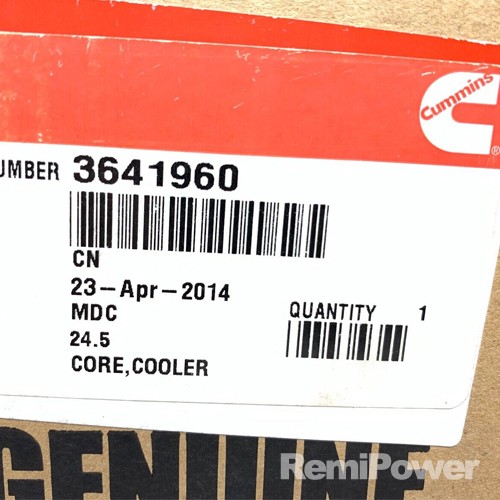 Cummins
®
UMBER 3641960
CN
23-Apr-2014
MDC
QUANTITY 1
24.5
CORE,COOLER
GENUINE
RemiPower